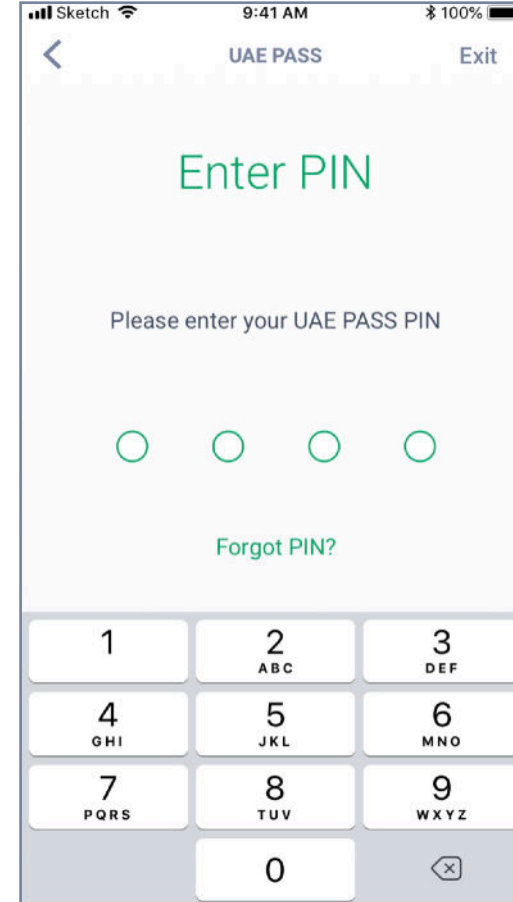 Sketch 9:41 AM 100%
UAE PASS Exit
Enter PIN
Please enter your UAE PASS PIN
Forgot PIN?
1 2 3
ABC DEF
4 5 6
GHI JKL MNO
7 8 9
PQRS TUV WXYZ
0